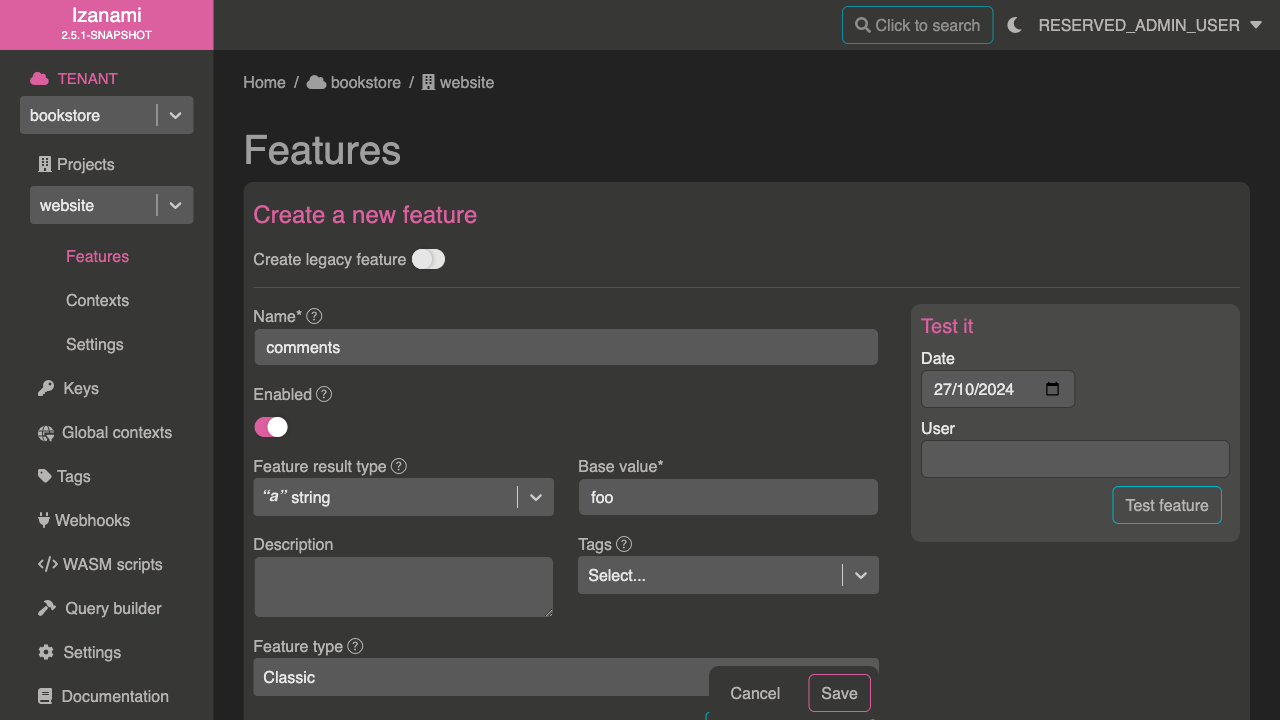 Izanami
2.5.1-SNAPSHOT
Click to search
RESERVED_ADMIN_USER
TENANT
bookstore
Projects
website
Features
Contexts
Settings
Keys
Global contexts
Tags
Webhooks
WASM scripts
Query builder
Settings
Documentation
Home / bookstore / website
Features
Create a new feature
Create legacy feature
Name* ?
comments
Enabled ?
Feature result type ?
"a" string
Base value*
foo
Description
Tags ?
Select...
Feature type ?
Classic
Cancel
Save
Test it
Date
27/10/2024
User
Test feature